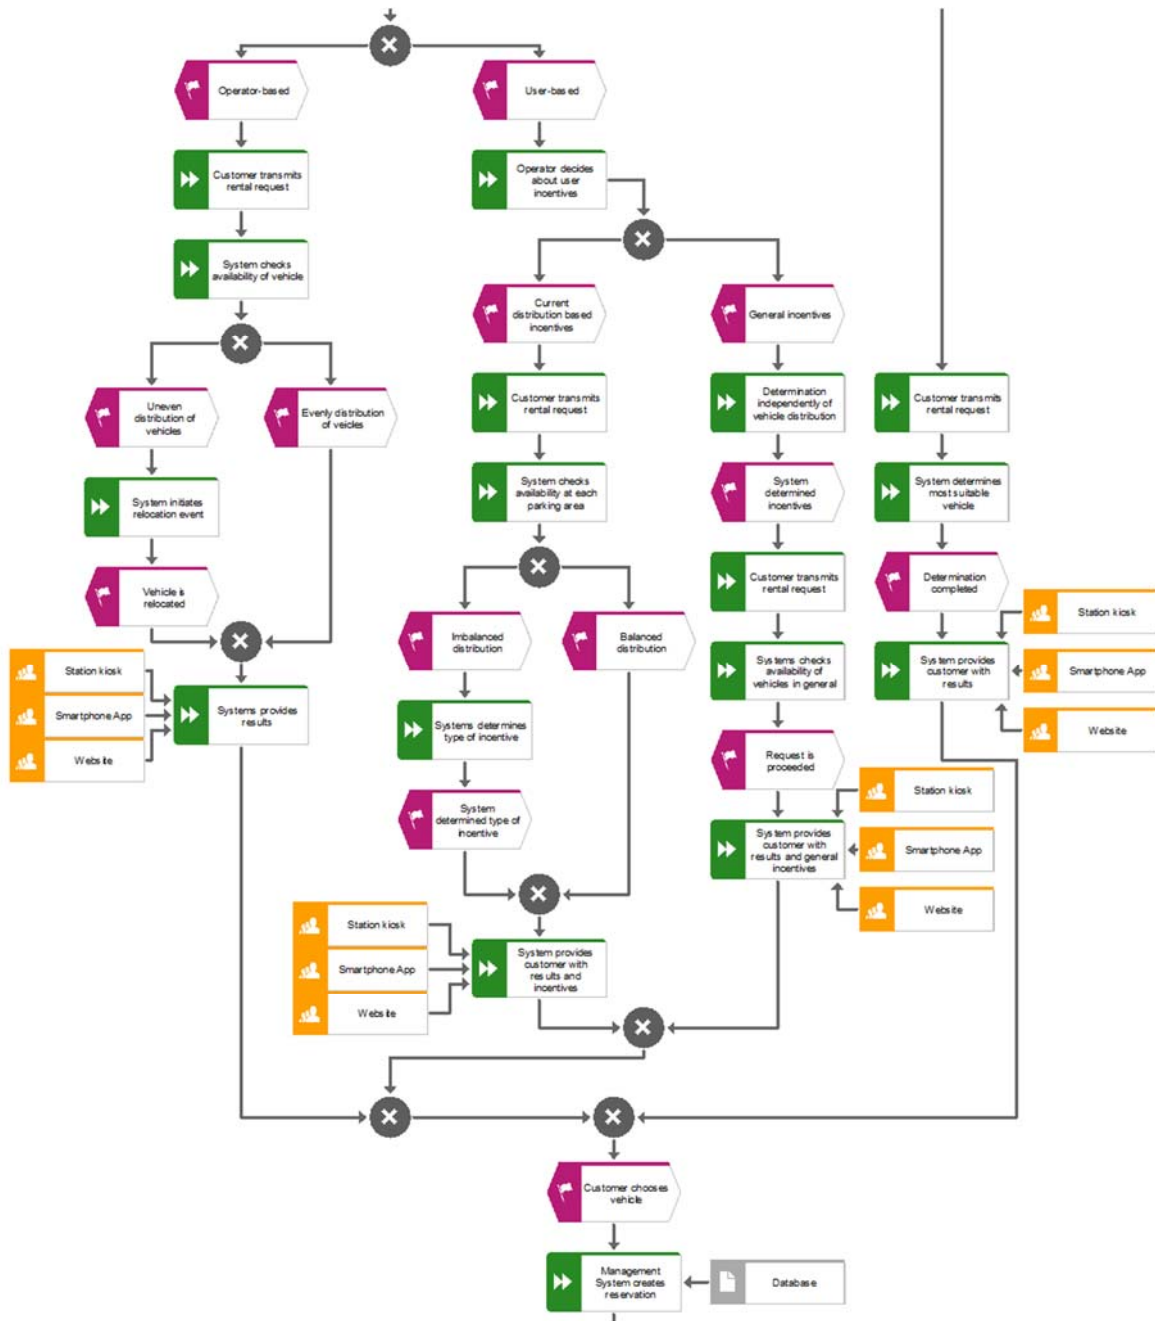 Operator-based
User-based
Customer transmits
rental request
Operator decides
about user
incentives
System checks
availability of vehicle
Current
distribution based
incentives
General incentives
Uneven
distribution of
vehicles
Evenly distribution
of veicles
Customer transmits
rental request
Determination
independently of
vehicle distribution
Customer transmits
rental request
System initiates
relocation event
System checks
availability at each
parking area
System
determined
incentives
System determines
most suitable
vehicle
Vehicle is
relocated
Customer transmits
rental request
Determination
completed
Station kiosk
Imbalanced
distribution
Balanced
distribution
Systems checks
availability of
vehicles in general
System provides
customer with
results
Smartphone App
Website
Station kiosk
Smartphone App
Website
Systems provides
results
Systems determines
type of incentive
Request is
proceeded
System
determined type of
incentive
Station kiosk
System provides
customer with
results and general
incentives
Smartphone App
Website
Station kiosk
Smartphone App
Website
System provides
customer with
results and
incentives
Customer chooses
vehicle
Management
System creates
reservation
Database